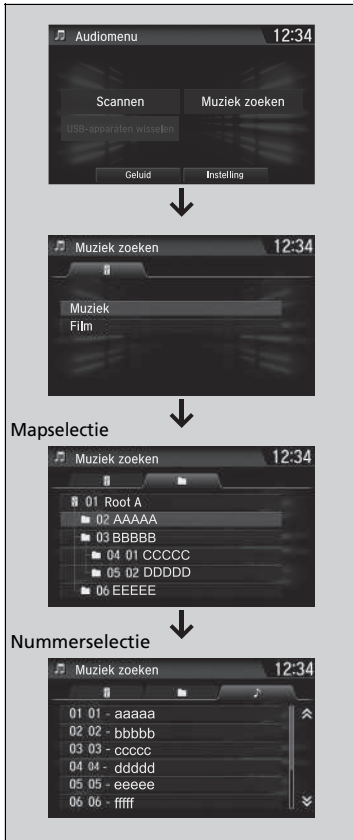 Audiomenu 12:34
Scannen Muziek zoeken
USB-apparaten wisselen
Geluid Instelling
Muziek zoeken 12:34
Muziek
Film
Mapselectie
Muziek zoeken 12:34
01 Root A
02 AAAAA
03 BBBBB
04 01 CCCCC
05 02 DDDDD
06 EEEEE
Nummerselectie
Muziek zoeken 12:34
01 01 - aaaaa
02 02 - bbbbb
03 03 - ccccc
04 04 - ddddd
05 05 - eeeee
06 06 - fffff